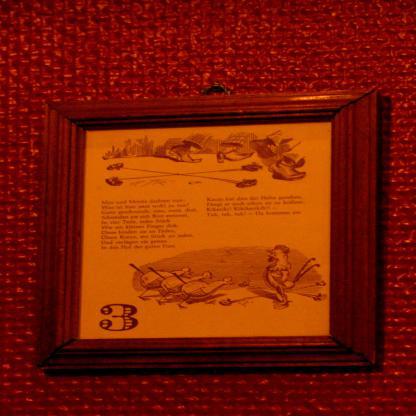 Max und Moritz dachten nun:
Was ist hier jetzt wohl zu tun?
Ganz geschwinde, eins, zwei, drei,
Schneiden sie sich Brot entzwei,
In vier Teile, jedes Stück
Wie ein kleiner Finger dick.
Diese binden sie an Fäden,
Übers Kreuz, ein Stück an jeden,
Und verlegen sie genau
In den Hof der guten Frau.
Kaum hat dies der Hahn gesehen,
Fängt er auch schon an zu krähen:
Kikeriki! Kikikerikih!!
Tak, tak, tak! – Da kommen sie.
3